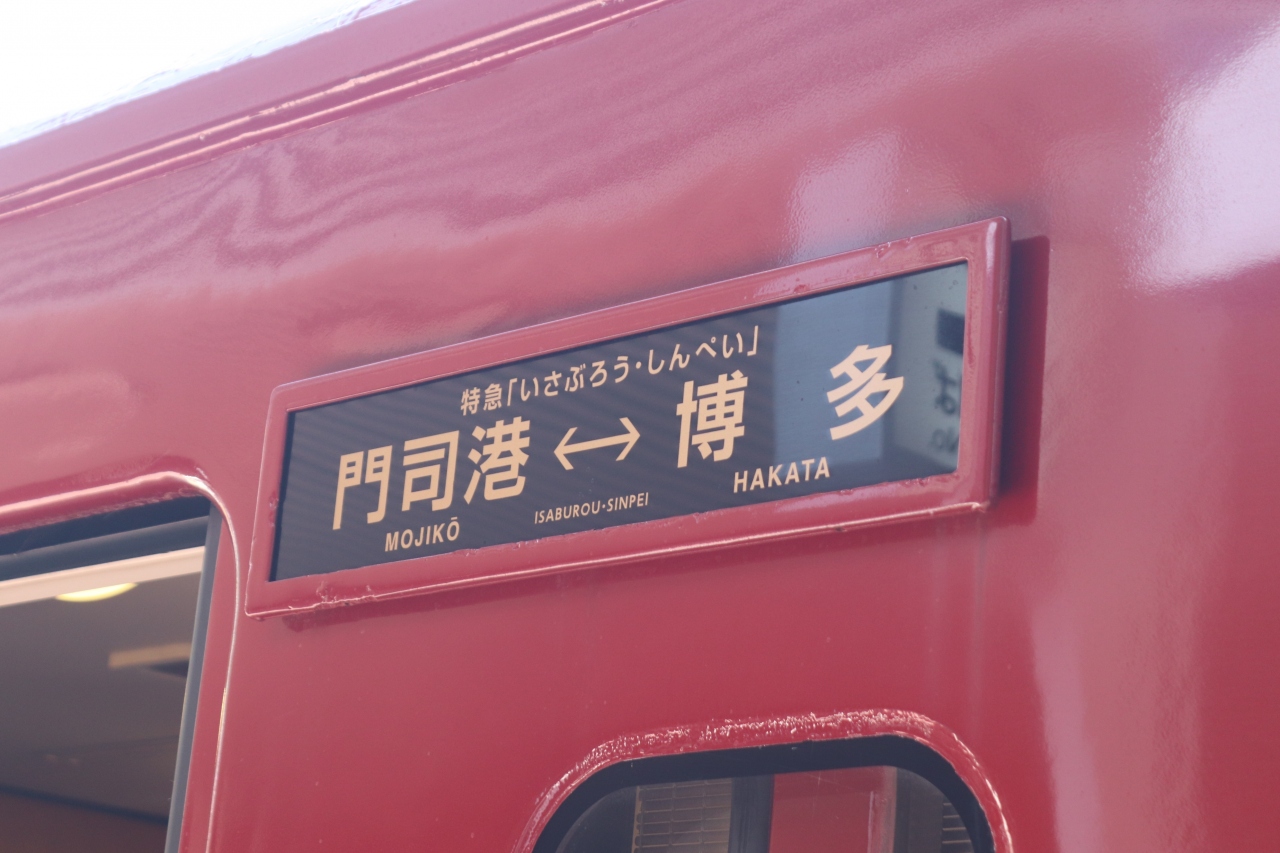 特急「いさぶろう・しんぺい」
門司港 ↔ 博多
MOJIKŌ ISABUROU・SINPEI HAKATA